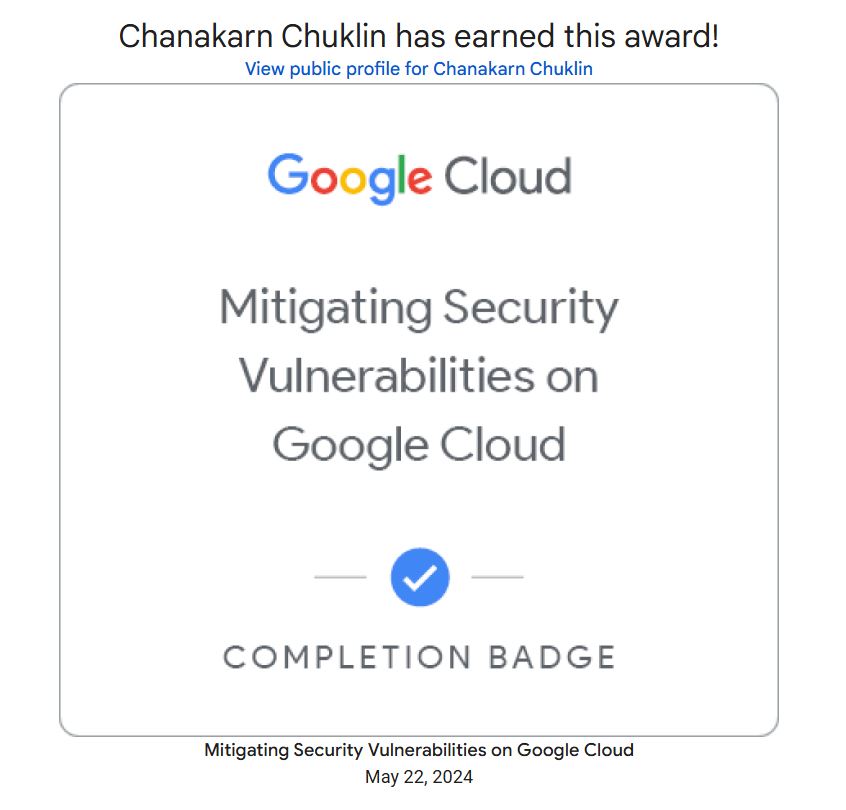 Chanakarn Chuklin has earned this award!
View public profile for Chanakarn Chuklin
Google Cloud
Mitigating Security
Vulnerabilities on
Google Cloud
COMPLETION BADGE
Mitigating Security Vulnerabilities on Google Cloud
May 22, 2024